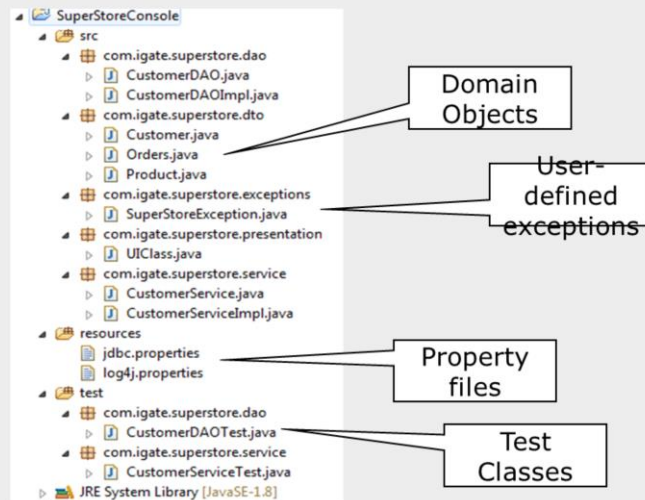 SuperStoreConsole
src
com.igate.superstore.dao
CustomerDAO.java
CustomerDAOImpl.java
com.igate.superstore.dto
Customer.java
Orders.java
Product.java
com.igate.superstore.exceptions
SuperStoreException.java
com.igate.superstore.presentation
UIClass.java
com.igate.superstore.service
CustomerService.java
CustomerServiceImpl.java
resources
jdbc.properties
log4j.properties
test
com.igate.superstore.dao
CustomerDAOTest.java
com.igate.superstore.service
CustomerServiceTest.java
JRE System Library [JavaSE-1.8]
Domain
Objects
User-
defined
exceptions
Property
files
Test
Classes